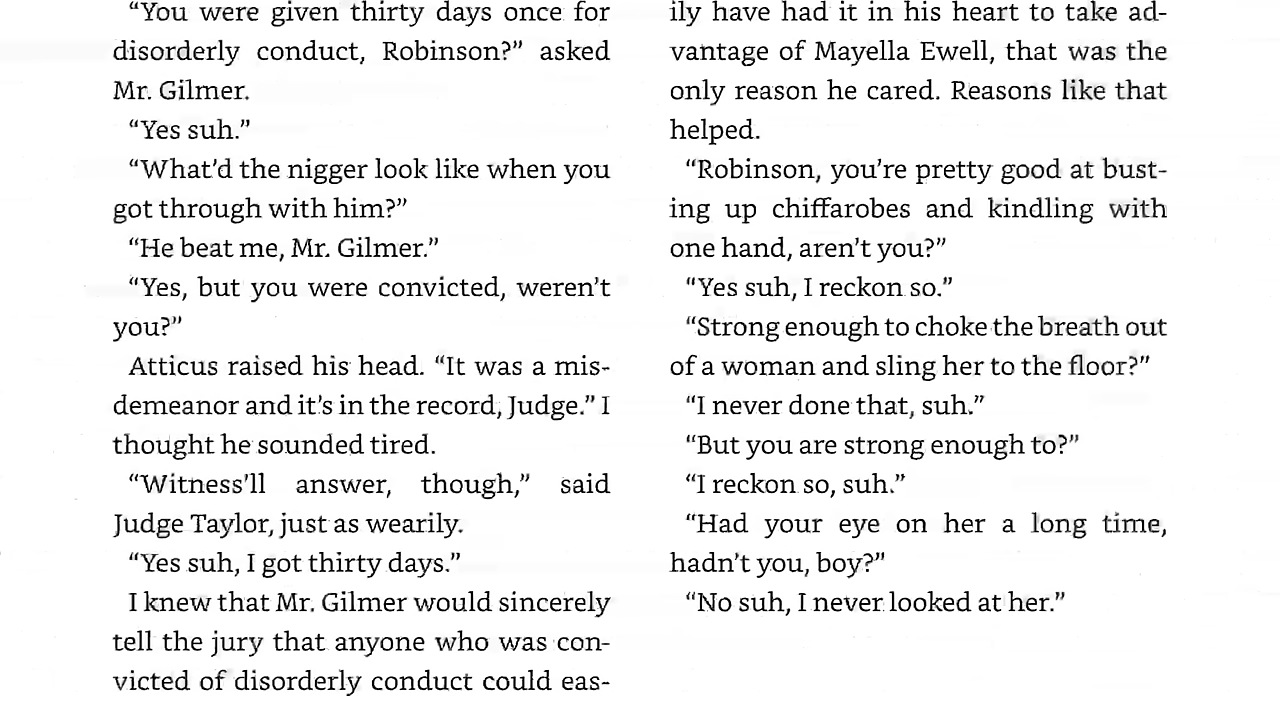 “You were given thirty days once for
disorderly conduct, Robinson?” asked
Mr. Gilmer.
“Yes suh.”
“What’d the nigger look like when you
got through with him?”
“He beat me, Mr. Gilmer.”
“Yes, but you were convicted, weren’t
you?”
Atticus raised his head. “It was a mis-
demeanor and it’s in the record, Judge.” I
thought he sounded tired.
“Witness’ll answer, though,” said
Judge Taylor, just as wearily.
“Yes suh, I got thirty days.”
I knew that Mr. Gilmer would sincerely
tell the jury that anyone who was con-
victed of disorderly conduct could eas-
ily have had it in his heart to take ad-
vantage of Mayella Ewell, that was the
only reason he cared. Reasons like that
helped.
“Robinson, you’re pretty good at bust-
ing up chiffarobes and kindling with
one hand, aren’t you?”
“Yes suh, I reckon so.”
“Strong enough to choke the breath out
of a woman and sling her to the floor?”
“I never done that, suh.”
“But you are strong enough to?”
“I reckon so, suh.”
“Had your eye on her a long time,
hadn’t you, boy?”
“No suh, I never looked at her.”